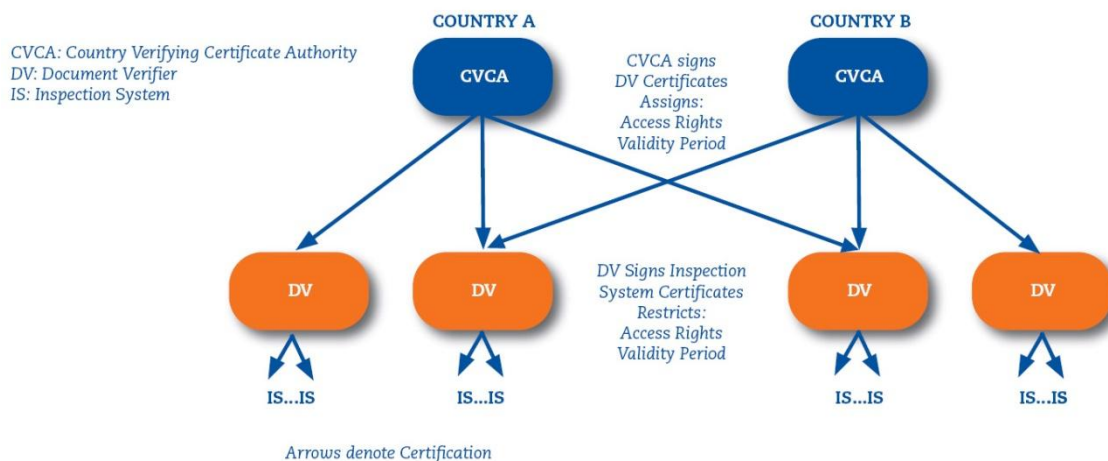 COUNTRY A
COUNTRY B
CVCA: Country Verifying Certificate Authority
DV: Document Verifier
IS: Inspection System
CVCA
CVCA signs
DV Certificates
Assigns:
Access Rights
Validity Period
CVCA
DV
DV
DV Signs Inspection
System Certificates
Restricts:
Access Rights
Validity Period
DV
DV
IS...IS
IS...IS
IS...IS
IS...IS
Arrows denote Certification